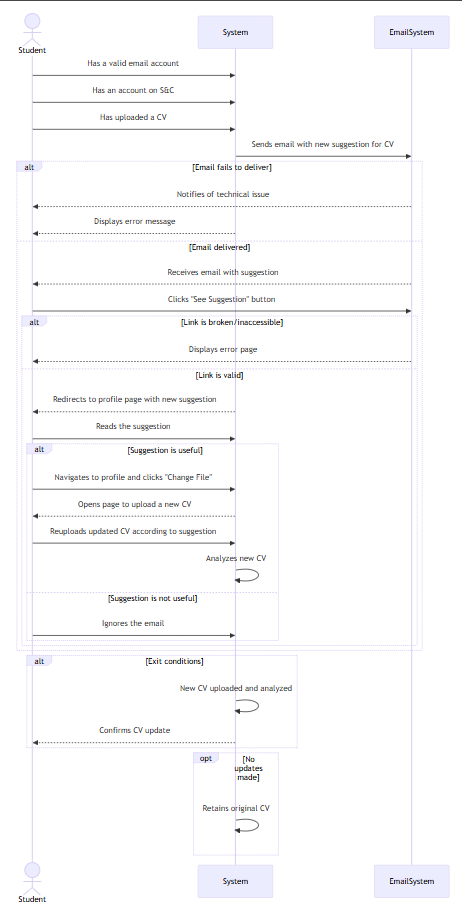 Student
System
EmailSystem
Has a valid email account
Has an account on S&C
Has uploaded a CV
Sends email with new suggestion for CV
alt
[Email fails to deliver]
Notifies of technical issue
Displays error message
[Email delivered]
Receives email with suggestion
Clicks "See Suggestion" button
alt
[Link is broken/inaccessible]
Displays error page
[Link is valid]
Redirects to profile page with new suggestion
Reads the suggestion
alt
[Suggestion is useful]
Navigates to profile and clicks "Change File"
Opens page to upload a new CV
Reuploads updated CV according to suggestion
Analyzes new CV
[Suggestion is not useful]
Ignores the email
alt
[Exit conditions]
New CV uploaded and analyzed
Confirms CV update
opt
[No
updates
made]
Retains original CV
Student
System
EmailSystem